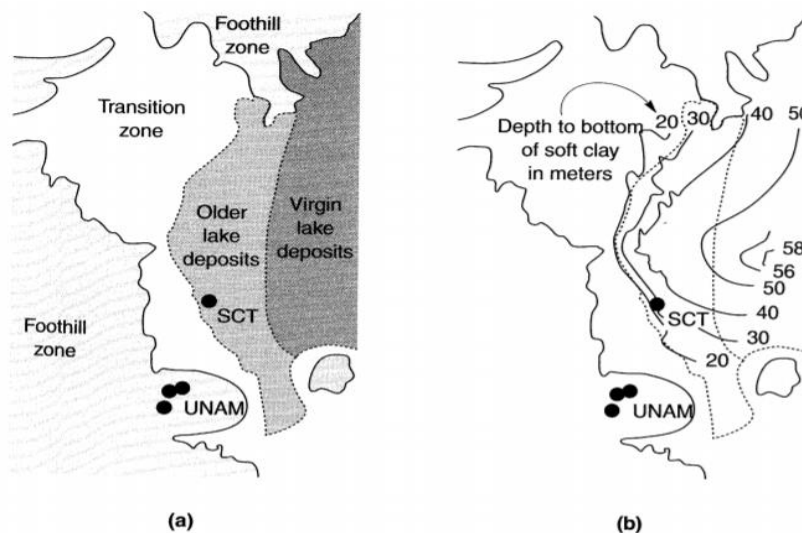 Foothill
zone
Transition
zone
Older
lake
deposits
Virgin
lake
deposits
SCT
Foothill
zone
UNAM
(a)
20
30
40
50
Depth to bottom
of soft clay
in meters
58
56
50
40
SCT
30
20
UNAM
(b)